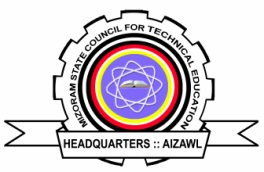 MIZORAM STATE COUNCIL FOR TECHNICAL EDUCATION
HEADQUARTERS :: AIZAWL